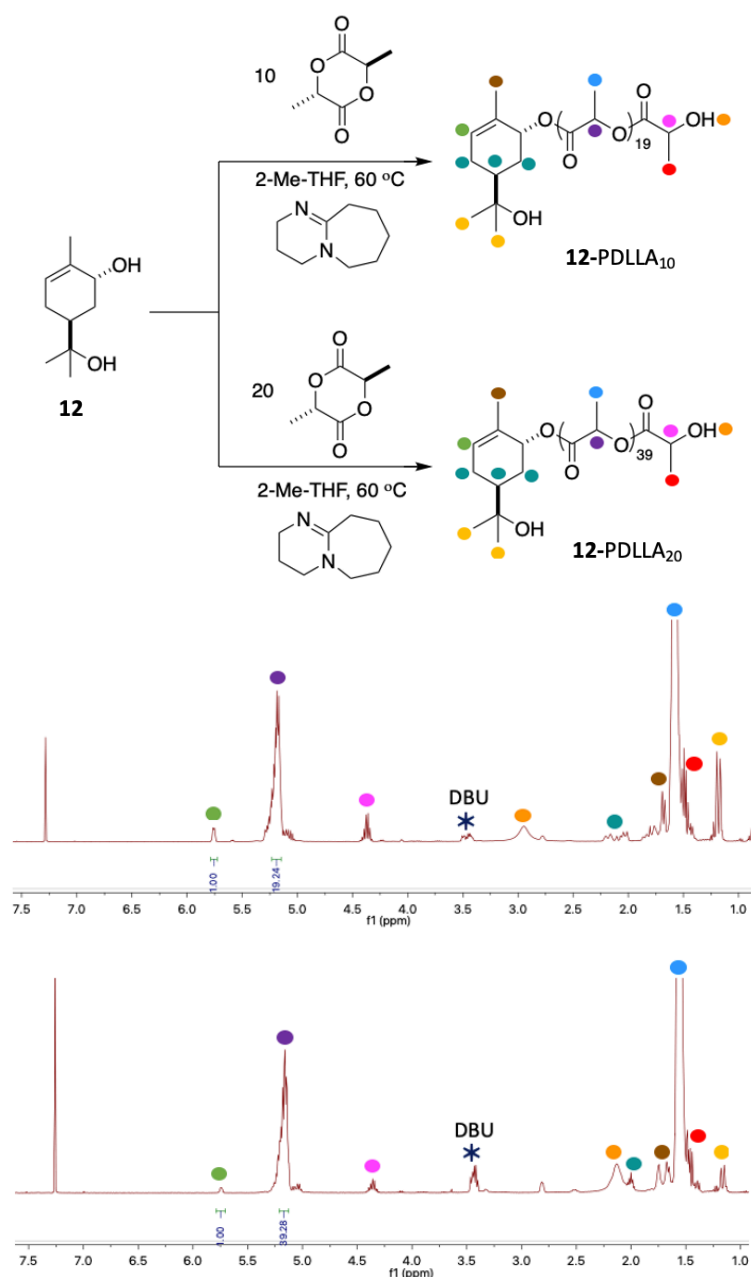 10
O
O
O
O
2-Me-THF, 60 °C
N
N
O
O
O
O
19
O
OH
OH
12-PDLLA10
OH
OH
12
20
O
O
O
O
2-Me-THF, 60 °C
N
N
O
O
O
O
39
O
OH
OH
12-PDLLA20
DBU
1.00
19.24
7.5 7.0 6.5 6.0 5.5 5.0 4.5 4.0 3.5 3.0 2.5 2.0 1.5 1.0
f1 (ppm)
DBU
1.00
39.28
7.5 7.0 6.5 6.0 5.5 5.0 4.5 4.0 3.5 3.0 2.5 2.0 1.5 1.0
f1 (ppm)